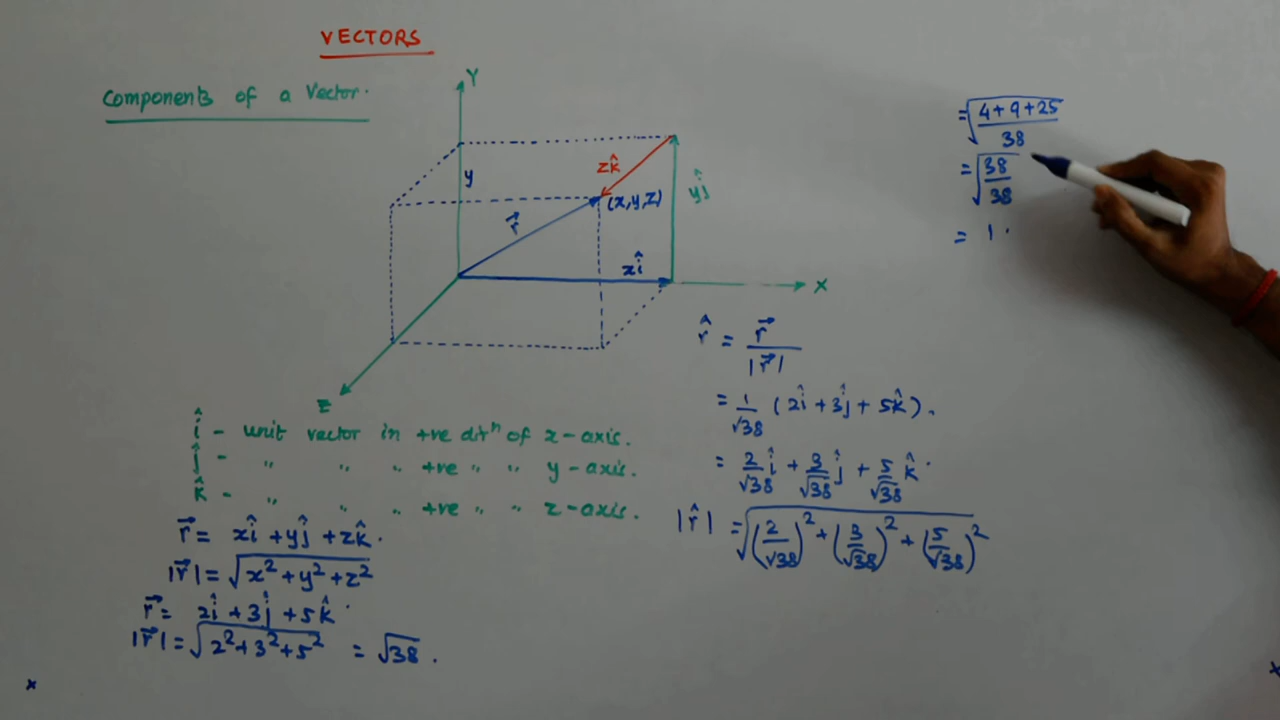 VECTORS
Components of a Vector.
Y
y
zk̂
(x,y,z)
yĵ
r⃗
xî
X
Z
î - unit vector in +ve dirⁿ of x-axis.
ĵ - " " " +ve " " y-axis.
k̂ - " " " +ve " " z-axis.
r⃗ = xî + yĵ + zk̂.
|r⃗| = √(x² + y² + z²)
r⃗ = 2î + 3ĵ + 5k̂.
|r⃗| = √(2² + 3² + 5²) = √38.
r̂ = r⃗/|r⃗|
= 1/√38 (2î + 3ĵ + 5k̂).
= 2/√38 î + 3/√38 ĵ + 5/√38 k̂.
|r̂| = √((2/√38)² + (3/√38)² + (5/√38)²)
= √((4+9+25)/38)
= √(38/38)
= 1.